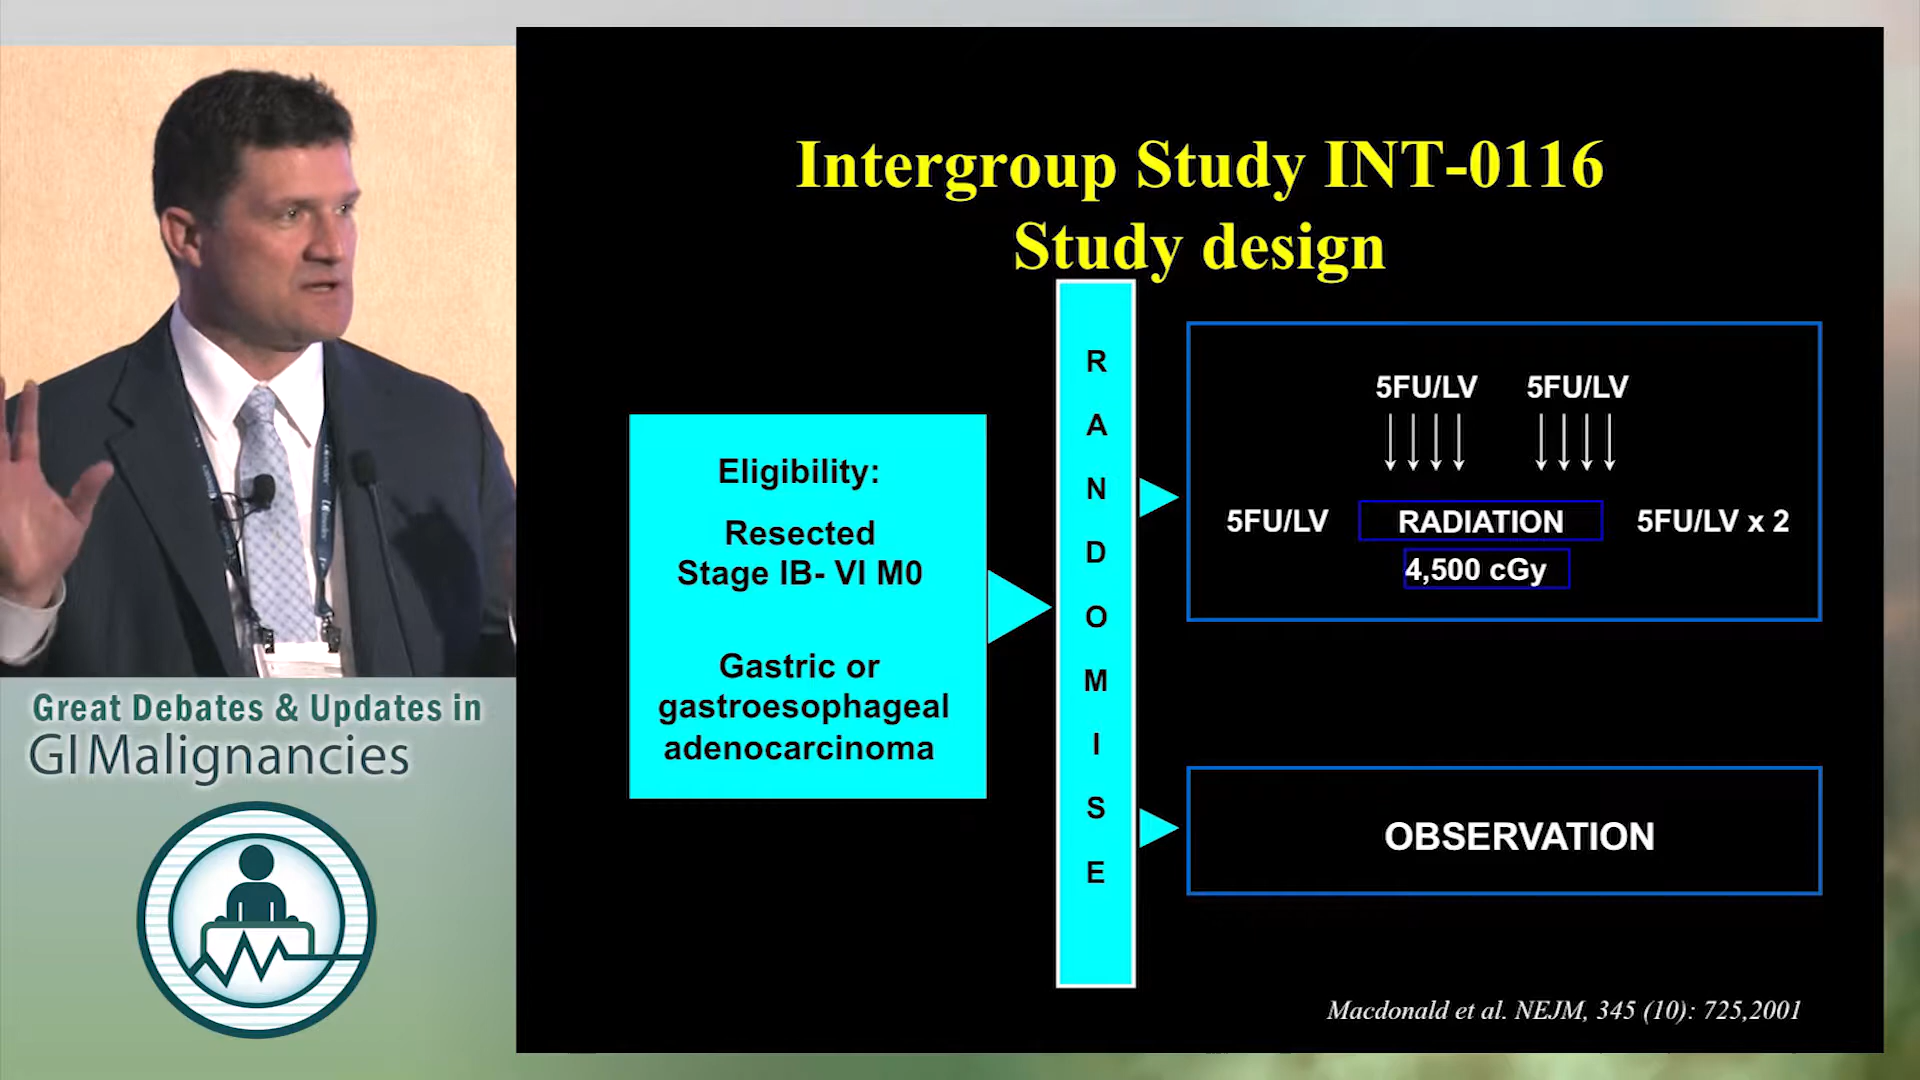 Intergroup Study INT-0116
Study design
Eligibility:
Resected
Stage IB- VI M0
Gastric or
gastroesophageal
adenocarcinoma
R
A
N
D
O
M
I
S
E
5FU/LV 5FU/LV
5FU/LV RADIATION 5FU/LV x 2
4,500 cGy
OBSERVATION
Macdonald et al. NEJM, 345 (10): 725,2001
Great Debates & Updates in
GI Malignancies